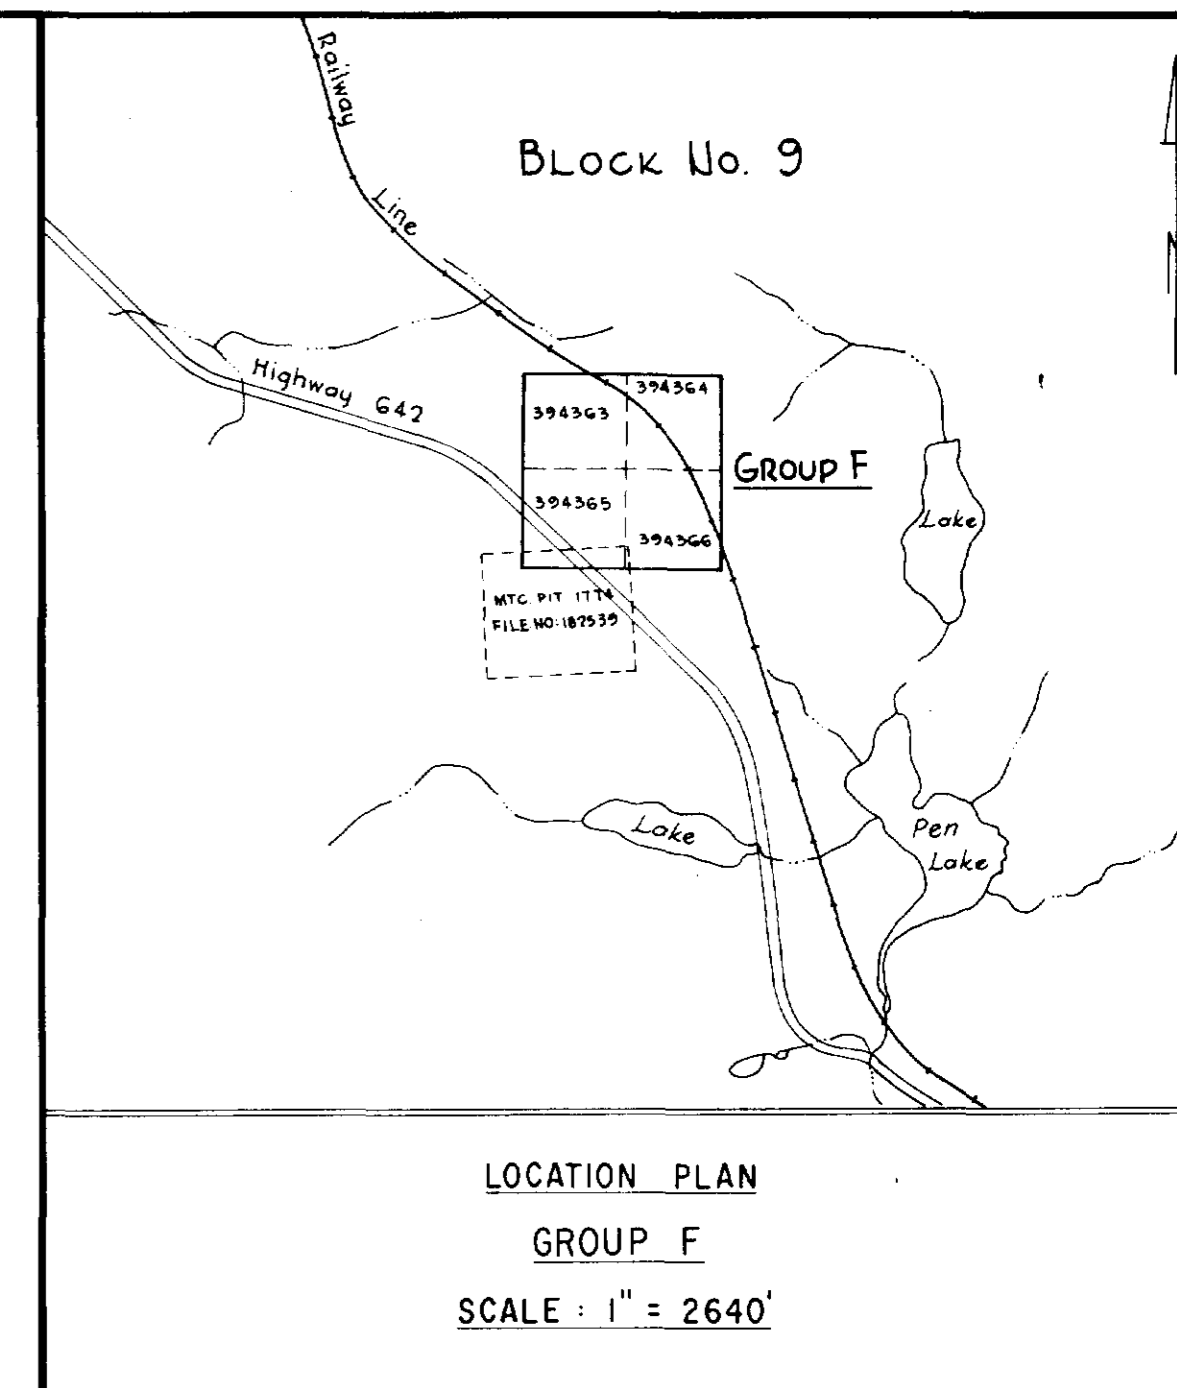 Railway
Line
BLOCK No. 9
N
Highway 642
394363
394364
394365
394366
GROUP F
MTC. PIT 1774
FILE NO: 182539
Lake
Lake
Pen
Lake
LOCATION PLAN
GROUP F
SCALE : 1" = 2640'